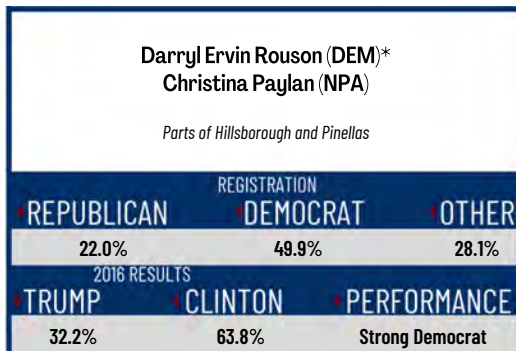 Darryl Ervin Rouson (DEM)*
Christina Paylan (NPA)
Parts of Hillsborough and Pinellas
REGISTRATION
REPUBLICAN DEMOCRAT OTHER
22.0% 49.9% 28.1%
2016 RESULTS
TRUMP CLINTON PERFORMANCE
32.2% 63.8% Strong Democrat